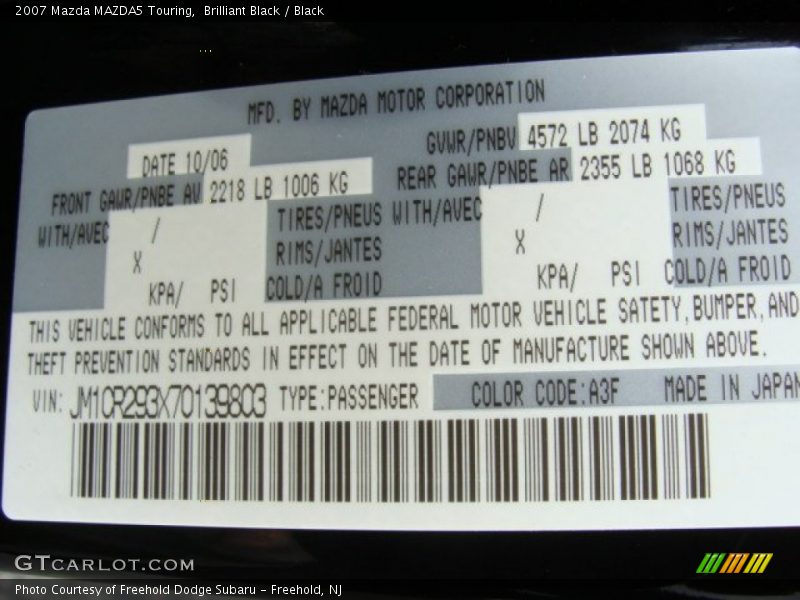 2007 Mazda MAZDA5 Touring, Brilliant Black / Black
MFD. BY MAZDA MOTOR CORPORATION
DATE 10/06 GVWR/PNBV 4572 LB 2074 KG
FRONT GAWR/PNBE AV 2218 LB 1006 KG REAR GAWR/PNBE AR 2355 LB 1068 KG
WITH/AVEC / TIRES/PNEUS WITH/AVEC / TIRES/PNEUS
X RIMS/JANTES X RIMS/JANTES
KPA/ PSI COLD/A FROID KPA/ PSI COLD/A FROID
THIS VEHICLE CONFORMS TO ALL APPLICABLE FEDERAL MOTOR VEHICLE SATETY,BUMPER,AND
THEFT PREVENTION STANDARDS IN EFFECT ON THE DATE OF MANUFACTURE SHOWN ABOVE.
VIN: JM1CR293X70139803 TYPE:PASSENGER COLOR CODE:A3F MADE IN JAPAN
GTCARLOT.COM
Photo Courtesy of Freehold Dodge Subaru - Freehold, NJ